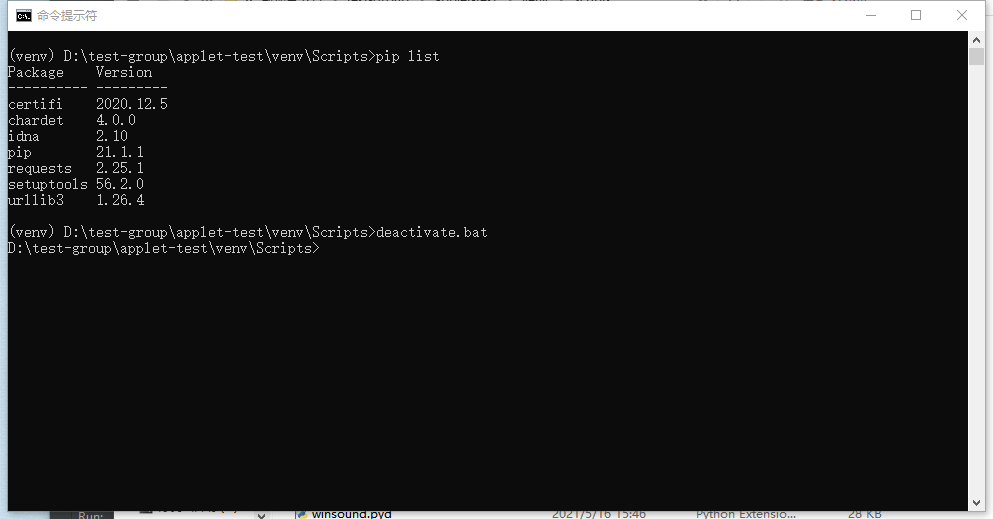 命令提示符
(venv) D:\test-group\applet-test\venv\Scripts>pip list
Package    Version
---------- ---------
certifi    2020.12.5
chardet    4.0.0
idna       2.10
pip        21.1.1
requests   2.25.1
setuptools 56.2.0
urllib3    1.26.4
(venv) D:\test-group\applet-test\venv\Scripts>deactivate.bat
D:\test-group\applet-test\venv\Scripts>
Run:
winsound.pyd 2021/5/16 15:46 Python Extensio... 28 KB